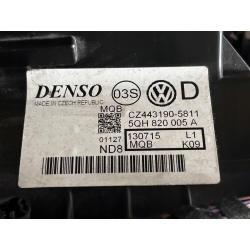 DENSO 03S D
MADE IN CZECH REPUBLIC
MQB CZ443190-5811
5QH 820 005 A
01127 130715 L1
ND8 MQB K09